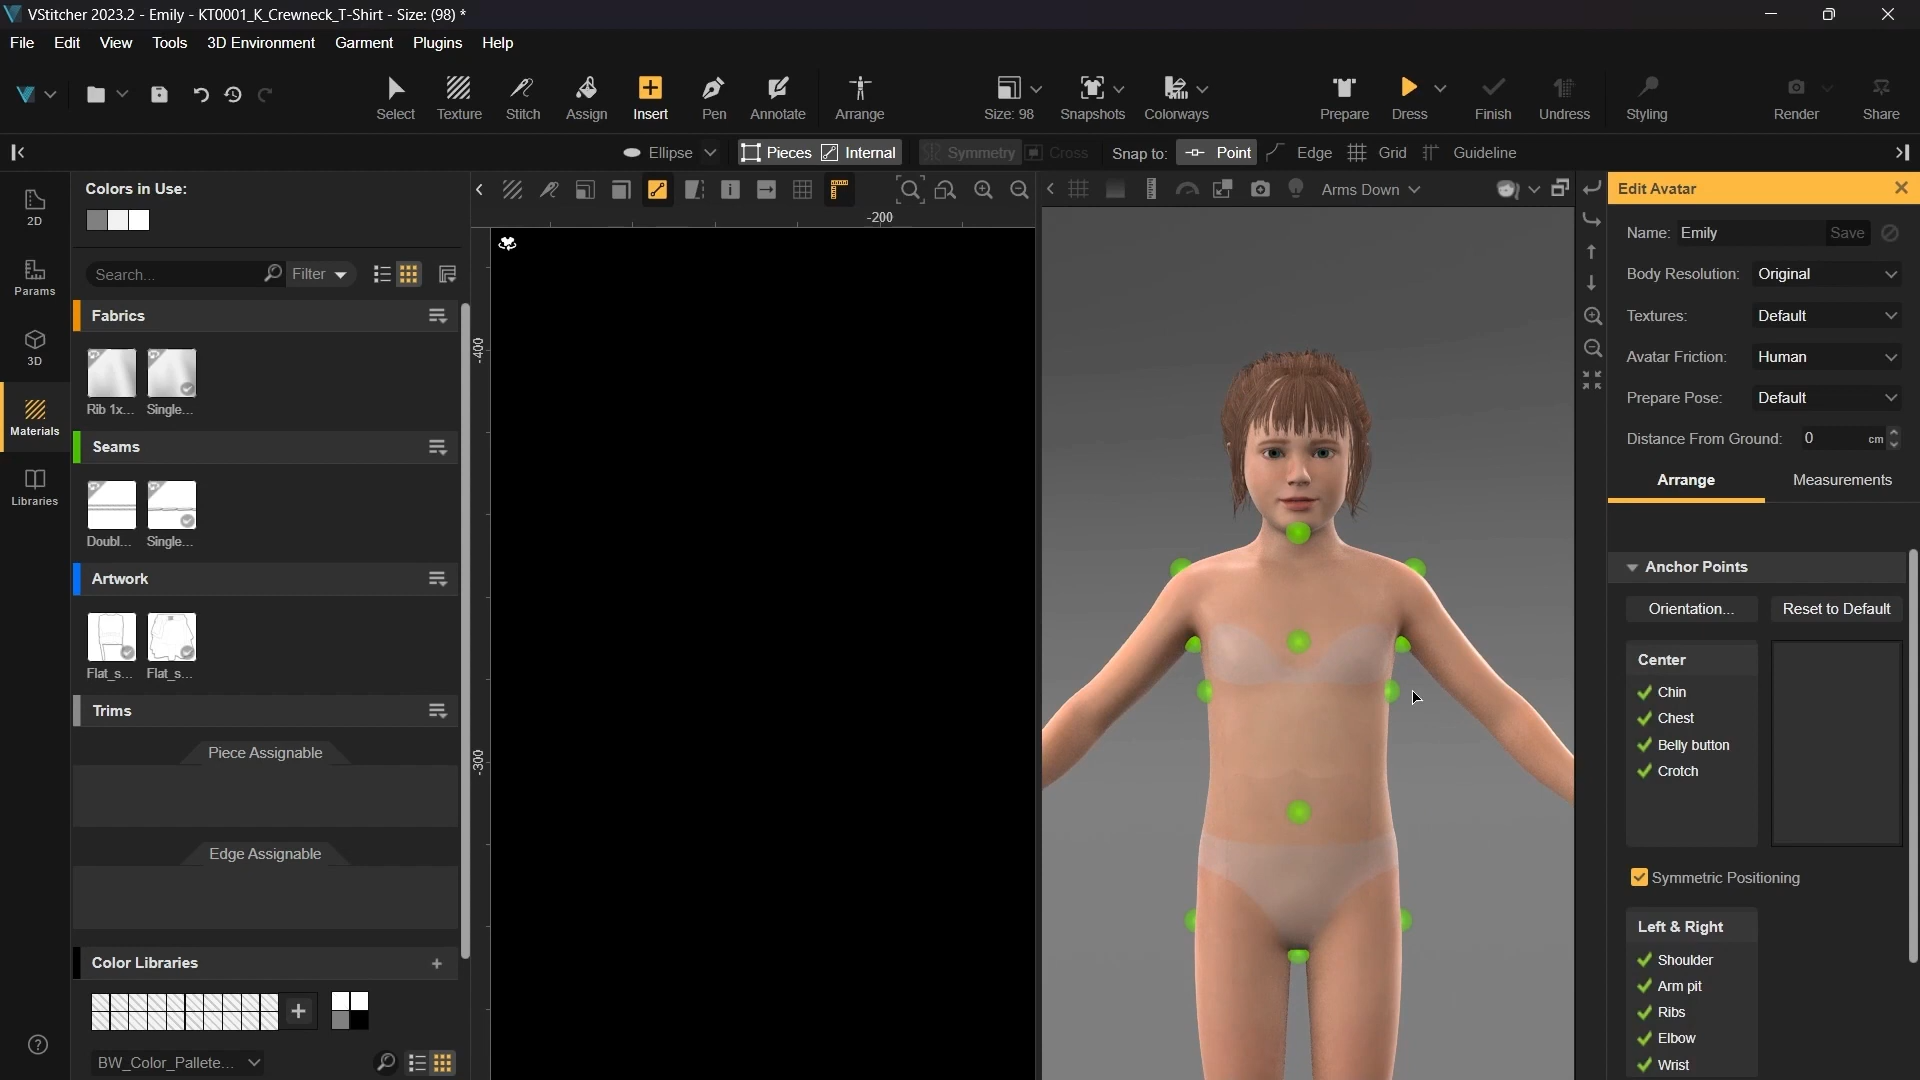 VStitcher 2023.2 - Emily - KT0001_K_Crewneck_T-Shirt - Size: (98) *
File Edit View Tools 3D Environment Garment Plugins Help
Select Texture Stitch Assign Insert Pen Annotate Arrange Size: 98 Snapshots Colorways Prepare Dress Finish Undress Styling Render Share
Ellipse Pieces Internal Symmetry Cross Snap to: Point Edge Grid Guideline
2D
Params
3D
Materials
Libraries
Colors in Use:
Search... Filter
Fabrics
Rib 1x... Single...
Seams
Doubl... Single...
Artwork
Flat_s... Flat_s...
Trims
Piece Assignable
Edge Assignable
Color Libraries
BW_Color_Pallete...
-200
-400
-300
Arms Down
Edit Avatar
Name: Emily Save
Body Resolution: Original
Textures: Default
Avatar Friction: Human
Prepare Pose: Default
Distance From Ground: 0 cm
Arrange Measurements
Anchor Points
Orientation... Reset to Default
Center
Chin
Chest
Belly button
Crotch
Symmetric Positioning
Left & Right
Shoulder
Arm pit
Ribs
Elbow
Wrist